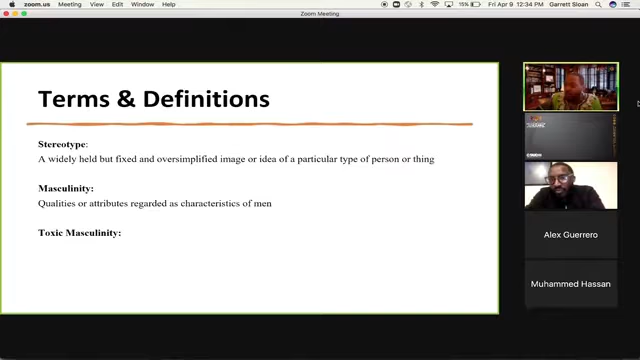 zoom.us Meeting View Edit Window Help
15% Fri Apr 9 12:34 PM Garrett Sloan
Zoom Meeting
Terms & Definitions
Stereotype:
A widely held but fixed and oversimplified image or idea of a particular type of person or thing
Masculinity:
Qualities or attributes regarded as characteristics of men
Toxic Masculinity:
Alex Guerrero
Muhammed Hassan